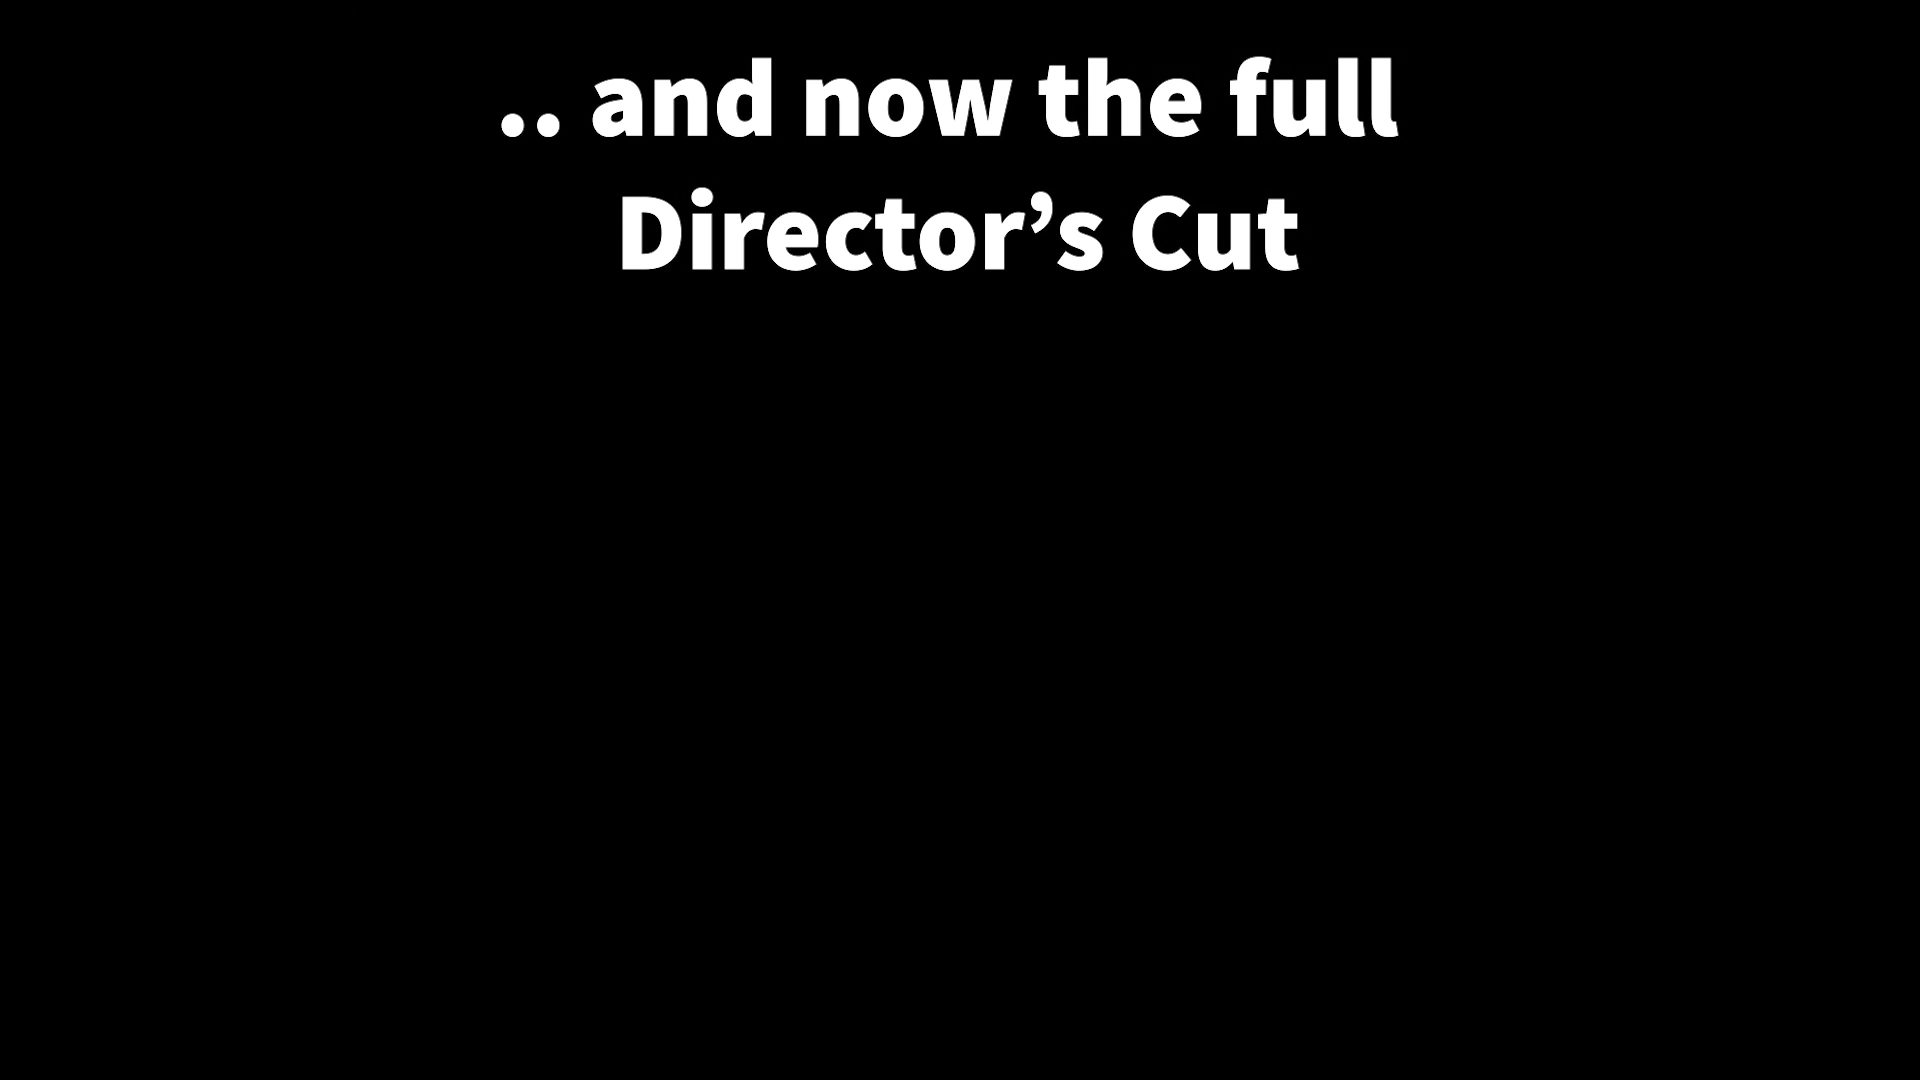 .. and now the full
Director’s Cut